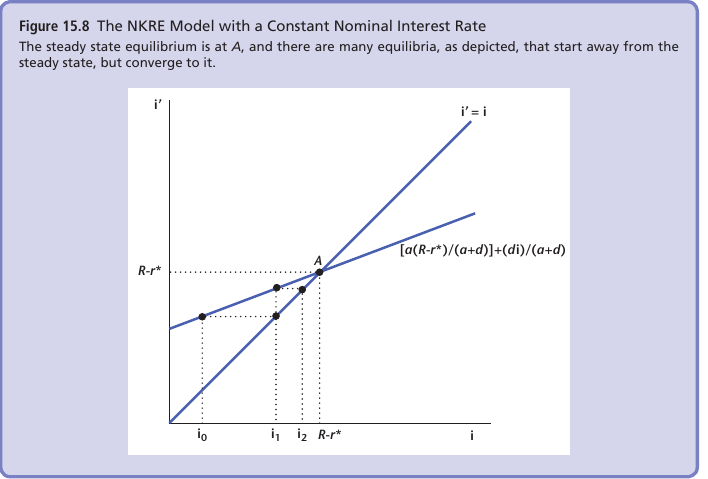 Figure 15.8 The NKRE Model with a Constant Nominal Interest Rate
The steady state equilibrium is at A, and there are many equilibria, as depicted, that start away from the
steady state, but converge to it.
i′
i′ = i
[a(R-r*)/(a+d)]+(di)/(a+d)
A
R-r*
i₀ i₁ i₂ R-r* i